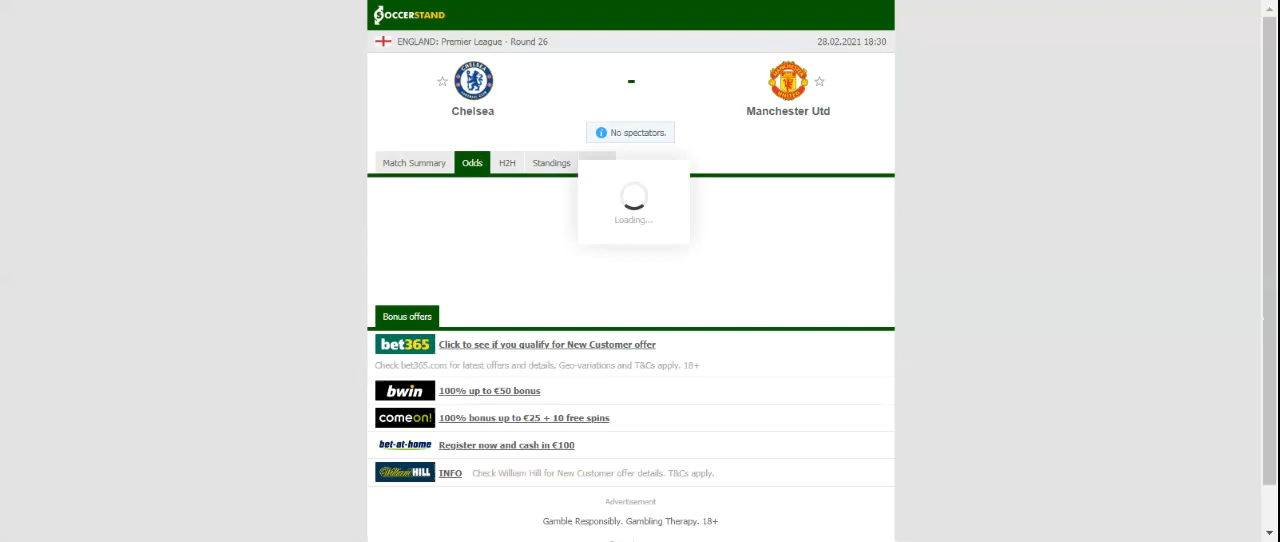 SOCCERSTAND
ENGLAND: Premier League - Round 26 28.02.2021 18:30
-
Chelsea Manchester Utd
No spectators.
Match Summary Odds H2H Standings
Loading...
Bonus offers
bet365 Click to see if you qualify for New Customer offer
Check bet365.com for latest offers and details. Geo-variations and T&Cs apply. 18+
bwin 100% up to €50 bonus
comeon! 100% bonus up to €25 + 10 free spins
bet-at-home Register now and cash in €100
William HILL INFO Check William Hill for New Customer offer details. T&Cs apply.
Advertisement
Gamble Responsibly. Gambling Therapy. 18+